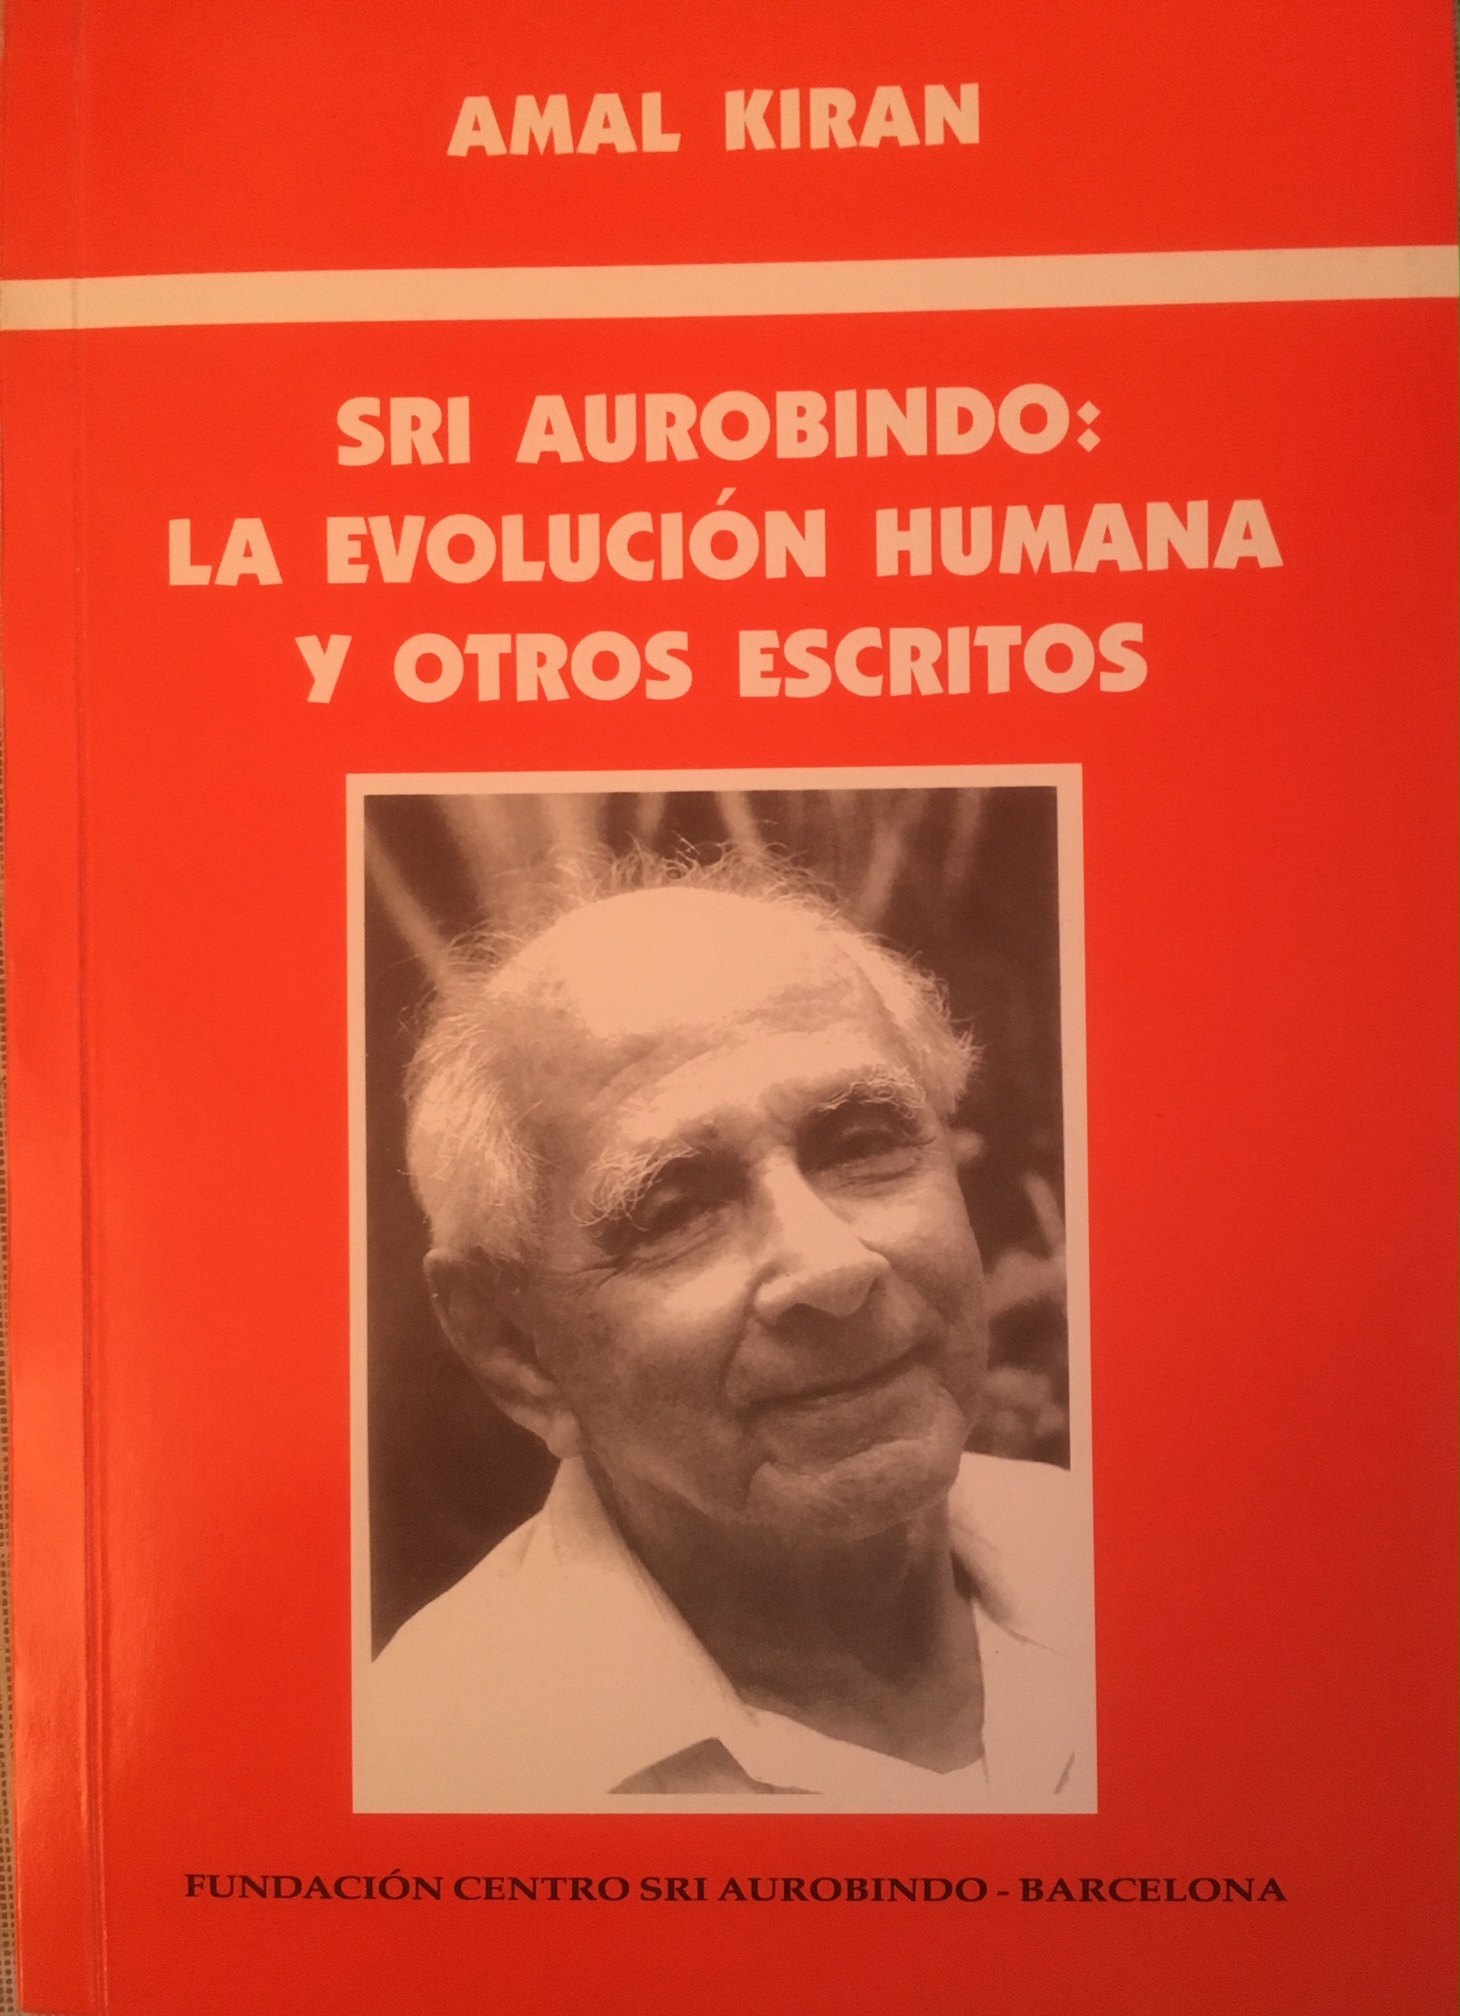 AMAL KIRAN
SRI AUROBINDO:
LA EVOLUCIÓN HUMANA
Y OTROS ESCRITOS
FUNDACIÓN CENTRO SRI AUROBINDO - BARCELONA